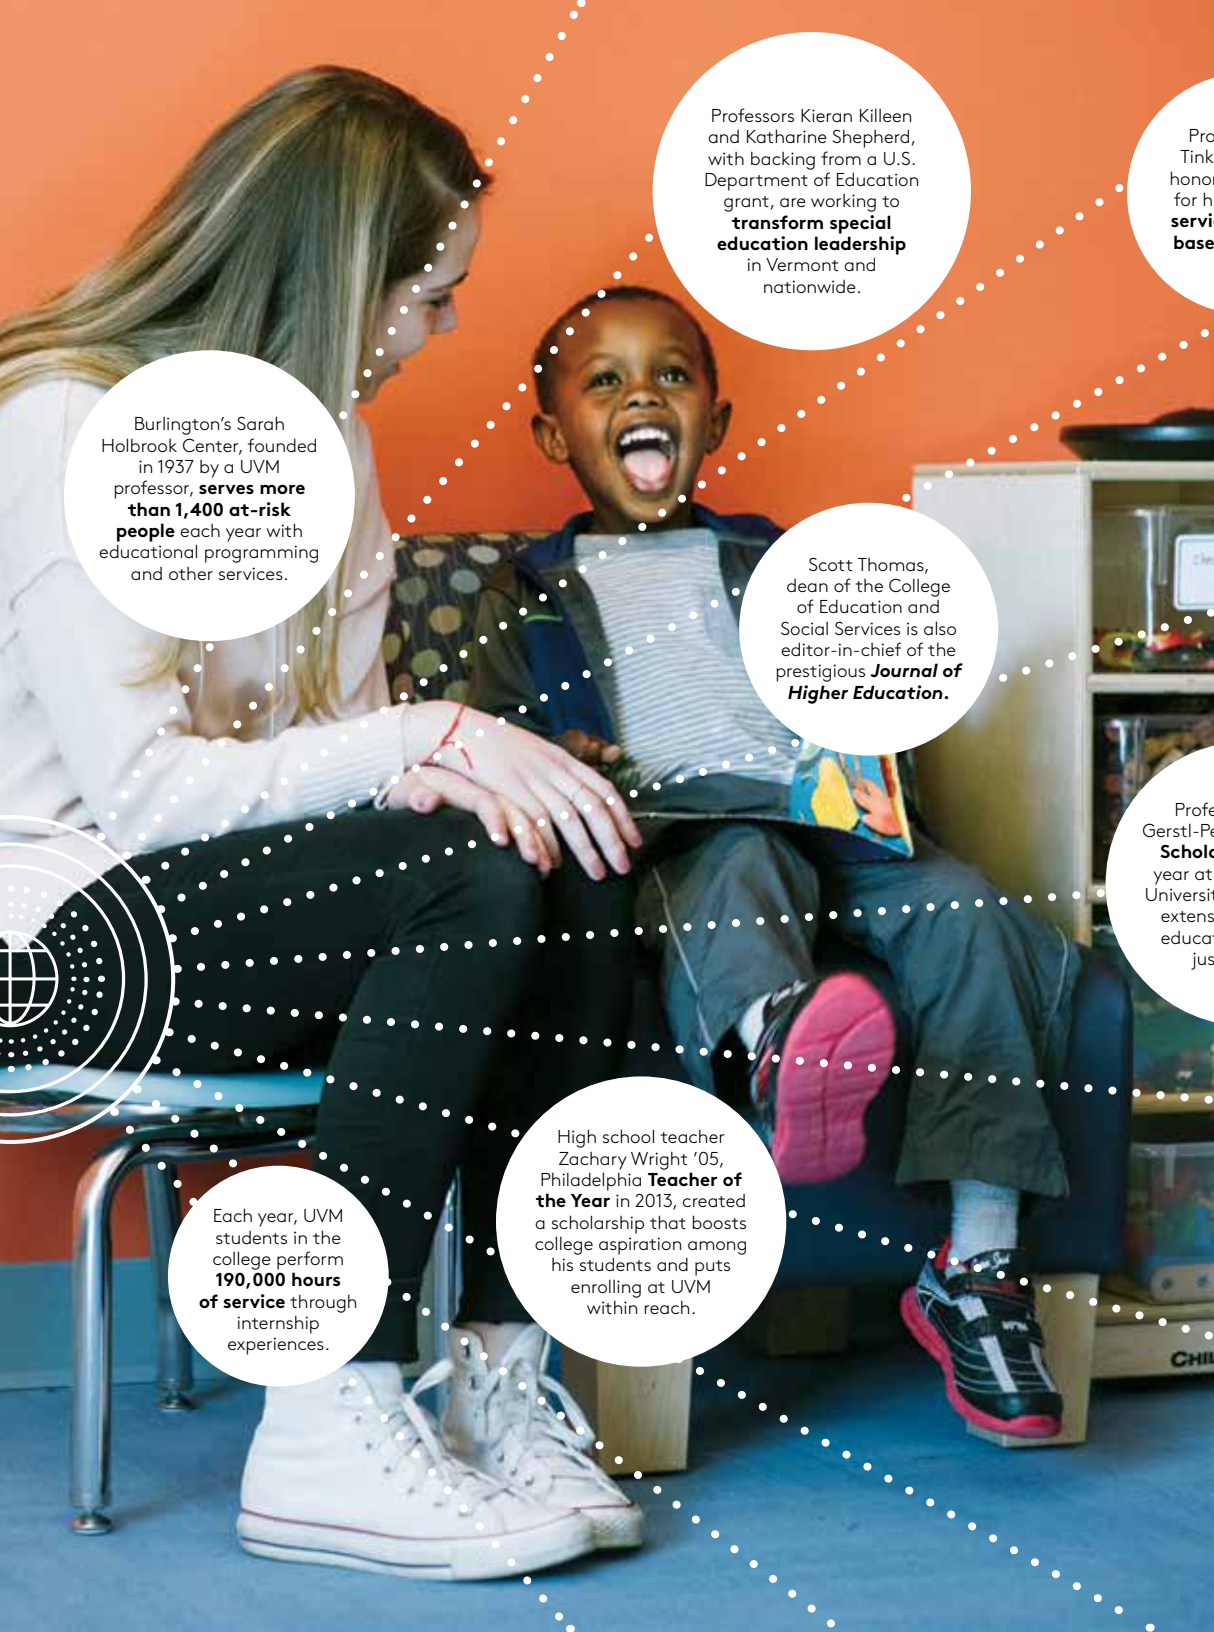 Professors Kieran Killeen
and Katharine Shepherd,
with backing from a U.S.
Department of Education
grant, are working to
transform special
education leadership
in Vermont and
nationwide.
for
Burlington’s Sarah
Holbrook Center, founded
in 1937 by a UVM
professor, serves more
than 1,400 at-risk
people each year with
educational programming
and other services.
Scott Thomas,
dean of the College
of Education and
Social Services is also
editor-in-chief of the
prestigious Journal of
Higher Education.
year at
High school teacher
Zachary Wright ’05,
Philadelphia Teacher of
the Year in 2013, created
a scholarship that boosts
college aspiration among
his students and puts
enrolling at UVM
within reach.
Each year, UVM
students in the
college perform
190,000 hours
of service through
internship
experiences.